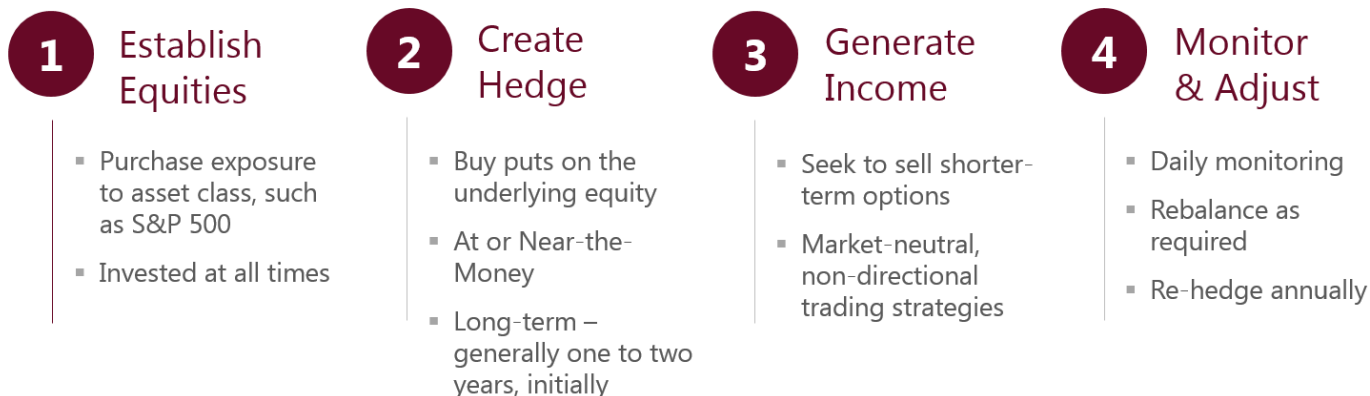 1
Establish
Equities
▪ Purchase exposure
to asset class, such
as S&P 500
▪ Invested at all times
2
Create
Hedge
▪ Buy puts on the
underlying equity
▪ At or Near-the-
Money
▪ Long-term –
generally one to two
years, initially
3
Generate
Income
▪ Seek to sell shorter-
term options
▪ Market-neutral,
non-directional
trading strategies
4
Monitor
& Adjust
▪ Daily monitoring
▪ Rebalance as
required
▪ Re-hedge annually